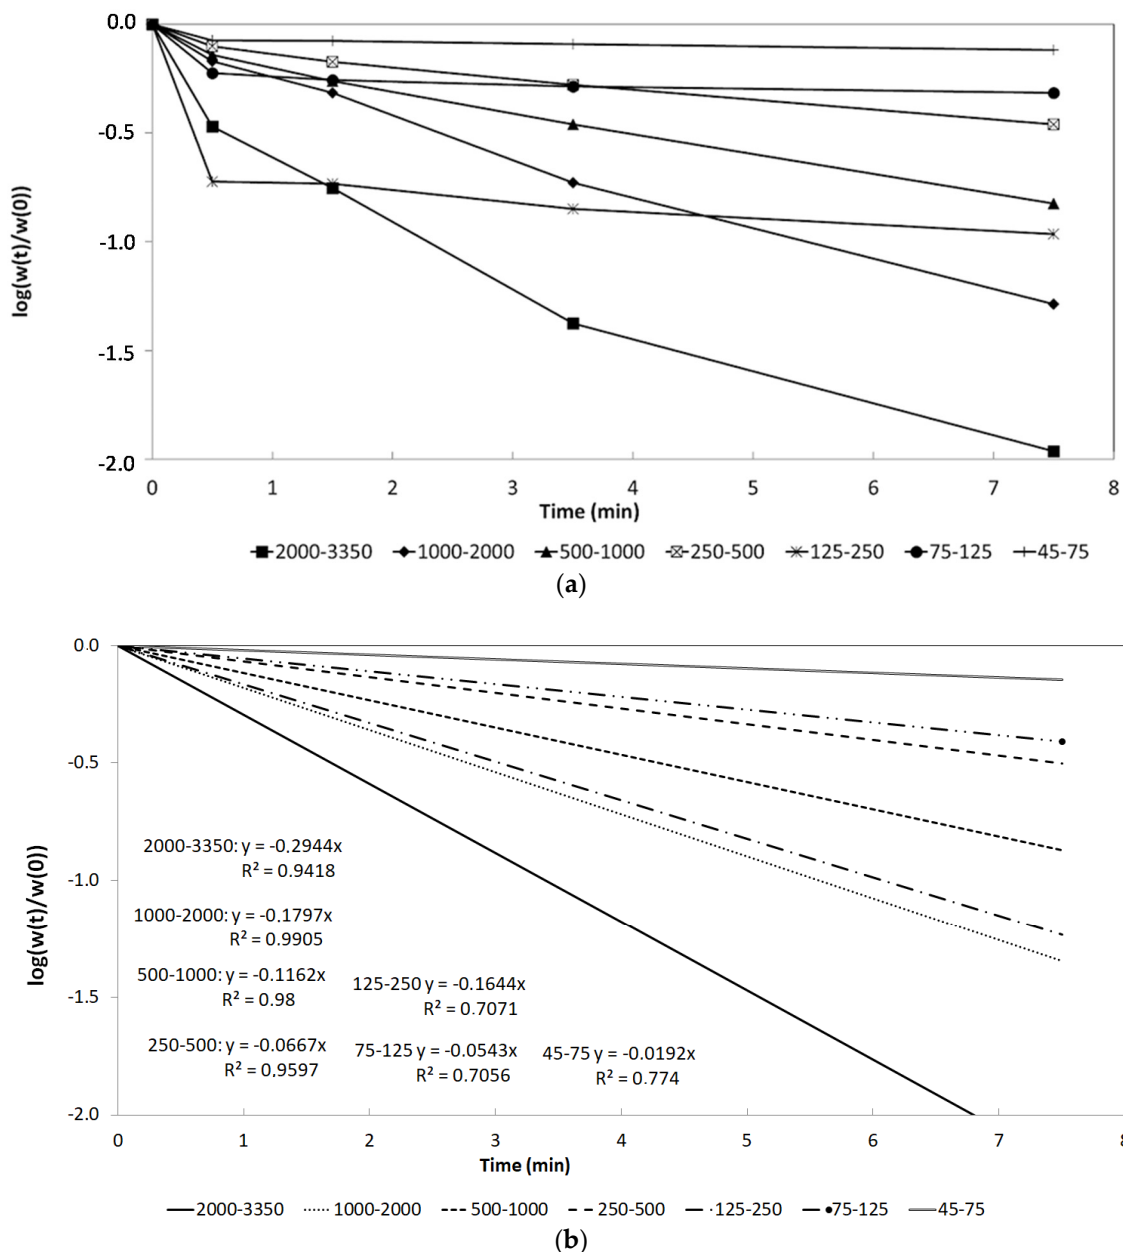 0.0
-0.5
-1.0
-1.5
-2.0
log(w(t)/w(0))
0 1 2 3 4 5 6 7 8
Time (min)
2000-3350 1000-2000 500-1000 250-500 125-250 75-125 45-75
(a)
0.0
-0.5
-1.0
-1.5
-2.0
log(w(t)/w(0))
2000-3350: y = -0.2944x
R² = 0.9418
1000-2000: y = -0.1797x
R² = 0.9905
500-1000: y = -0.1162x
R² = 0.98
125-250 y = -0.1644x
R² = 0.7071
250-500: y = -0.0667x
R² = 0.9597
75-125 y = -0.0543x
R² = 0.7056
45-75 y = -0.0192x
R² = 0.774
0 1 2 3 4 5 6 7 8
Time (min)
2000-3350 1000-2000 500-1000 250-500 125-250 75-125 45-75
(b)